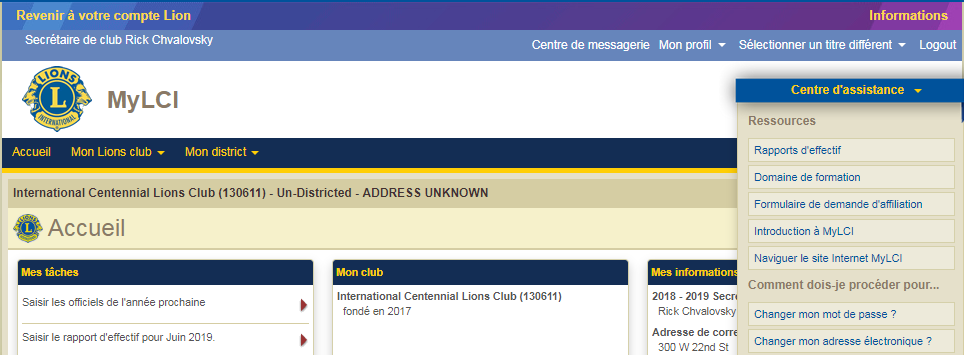 Revenir à votre compte Lion
Informations
Secrétaire de club Rick Chvalovsky
Centre de messagerie Mon profil Sélectionner un titre différent Logout
LIONS
L
INTERNATIONAL
MyLCI
Centre d'assistance
Ressources
Rapports d'effectif
Domaine de formation
Formulaire de demande d'affiliation
Introduction à MyLCI
Naviguer le site Internet MyLCI
Comment dois-je procéder pour...
Changer mon mot de passe ?
Changer mon adresse électronique ?
Accueil Mon Lions club Mon district
International Centennial Lions Club (130611) - Un-Districted - ADDRESS UNKNOWN
Accueil
Mes tâches
Saisir les officiels de l'année prochaine
Saisir le rapport d'effectif pour Juin 2019.
Mon club
International Centennial Lions Club (130611)
fondé en 2017
Mes informations
2018 - 2019 Secré
Rick Chvalovsky
Adresse de corre
300 W 22nd St